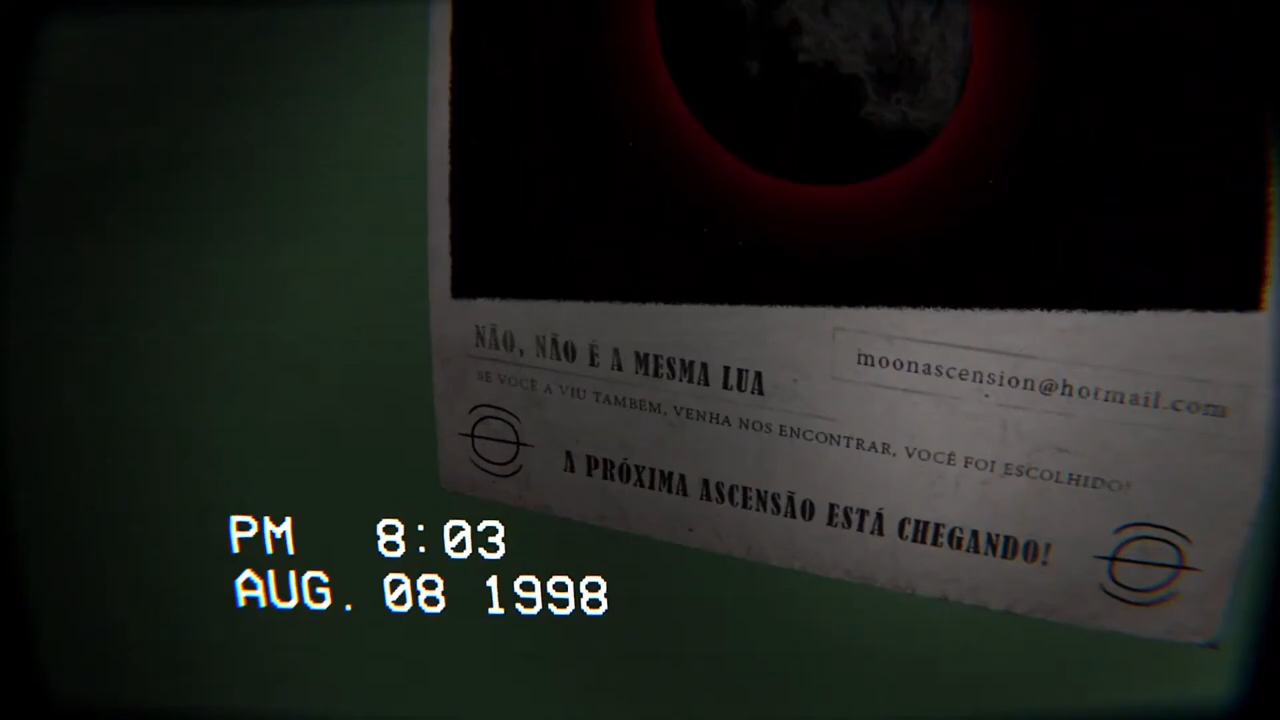 NÃO, NÃO É A MESMA LUA
moonascension@hotmail.com
SE VOCÊ A VIU TAMBÉM, VENHA NOS ENCONTRAR, VOCÊ FOI ESCOLHIDO!
A PRÓXIMA ASCENSÃO ESTÁ CHEGANDO!
PM 8:03
AUG. 08 1998